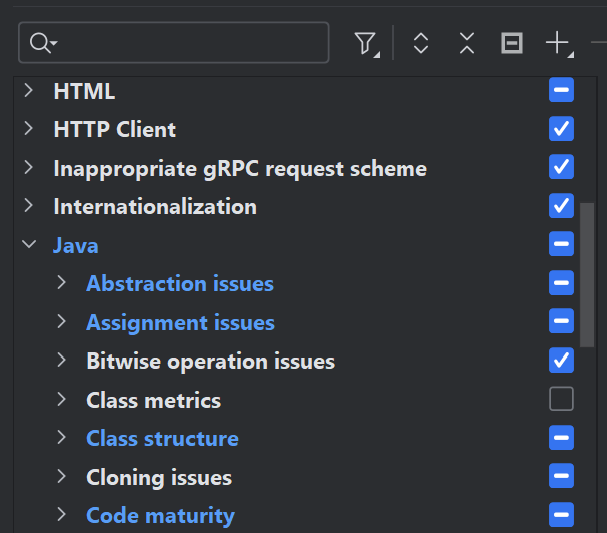 HTML
HTTP Client
Inappropriate gRPC request scheme
Internationalization
Java
Abstraction issues
Assignment issues
Bitwise operation issues
Class metrics
Class structure
Cloning issues
Code maturity